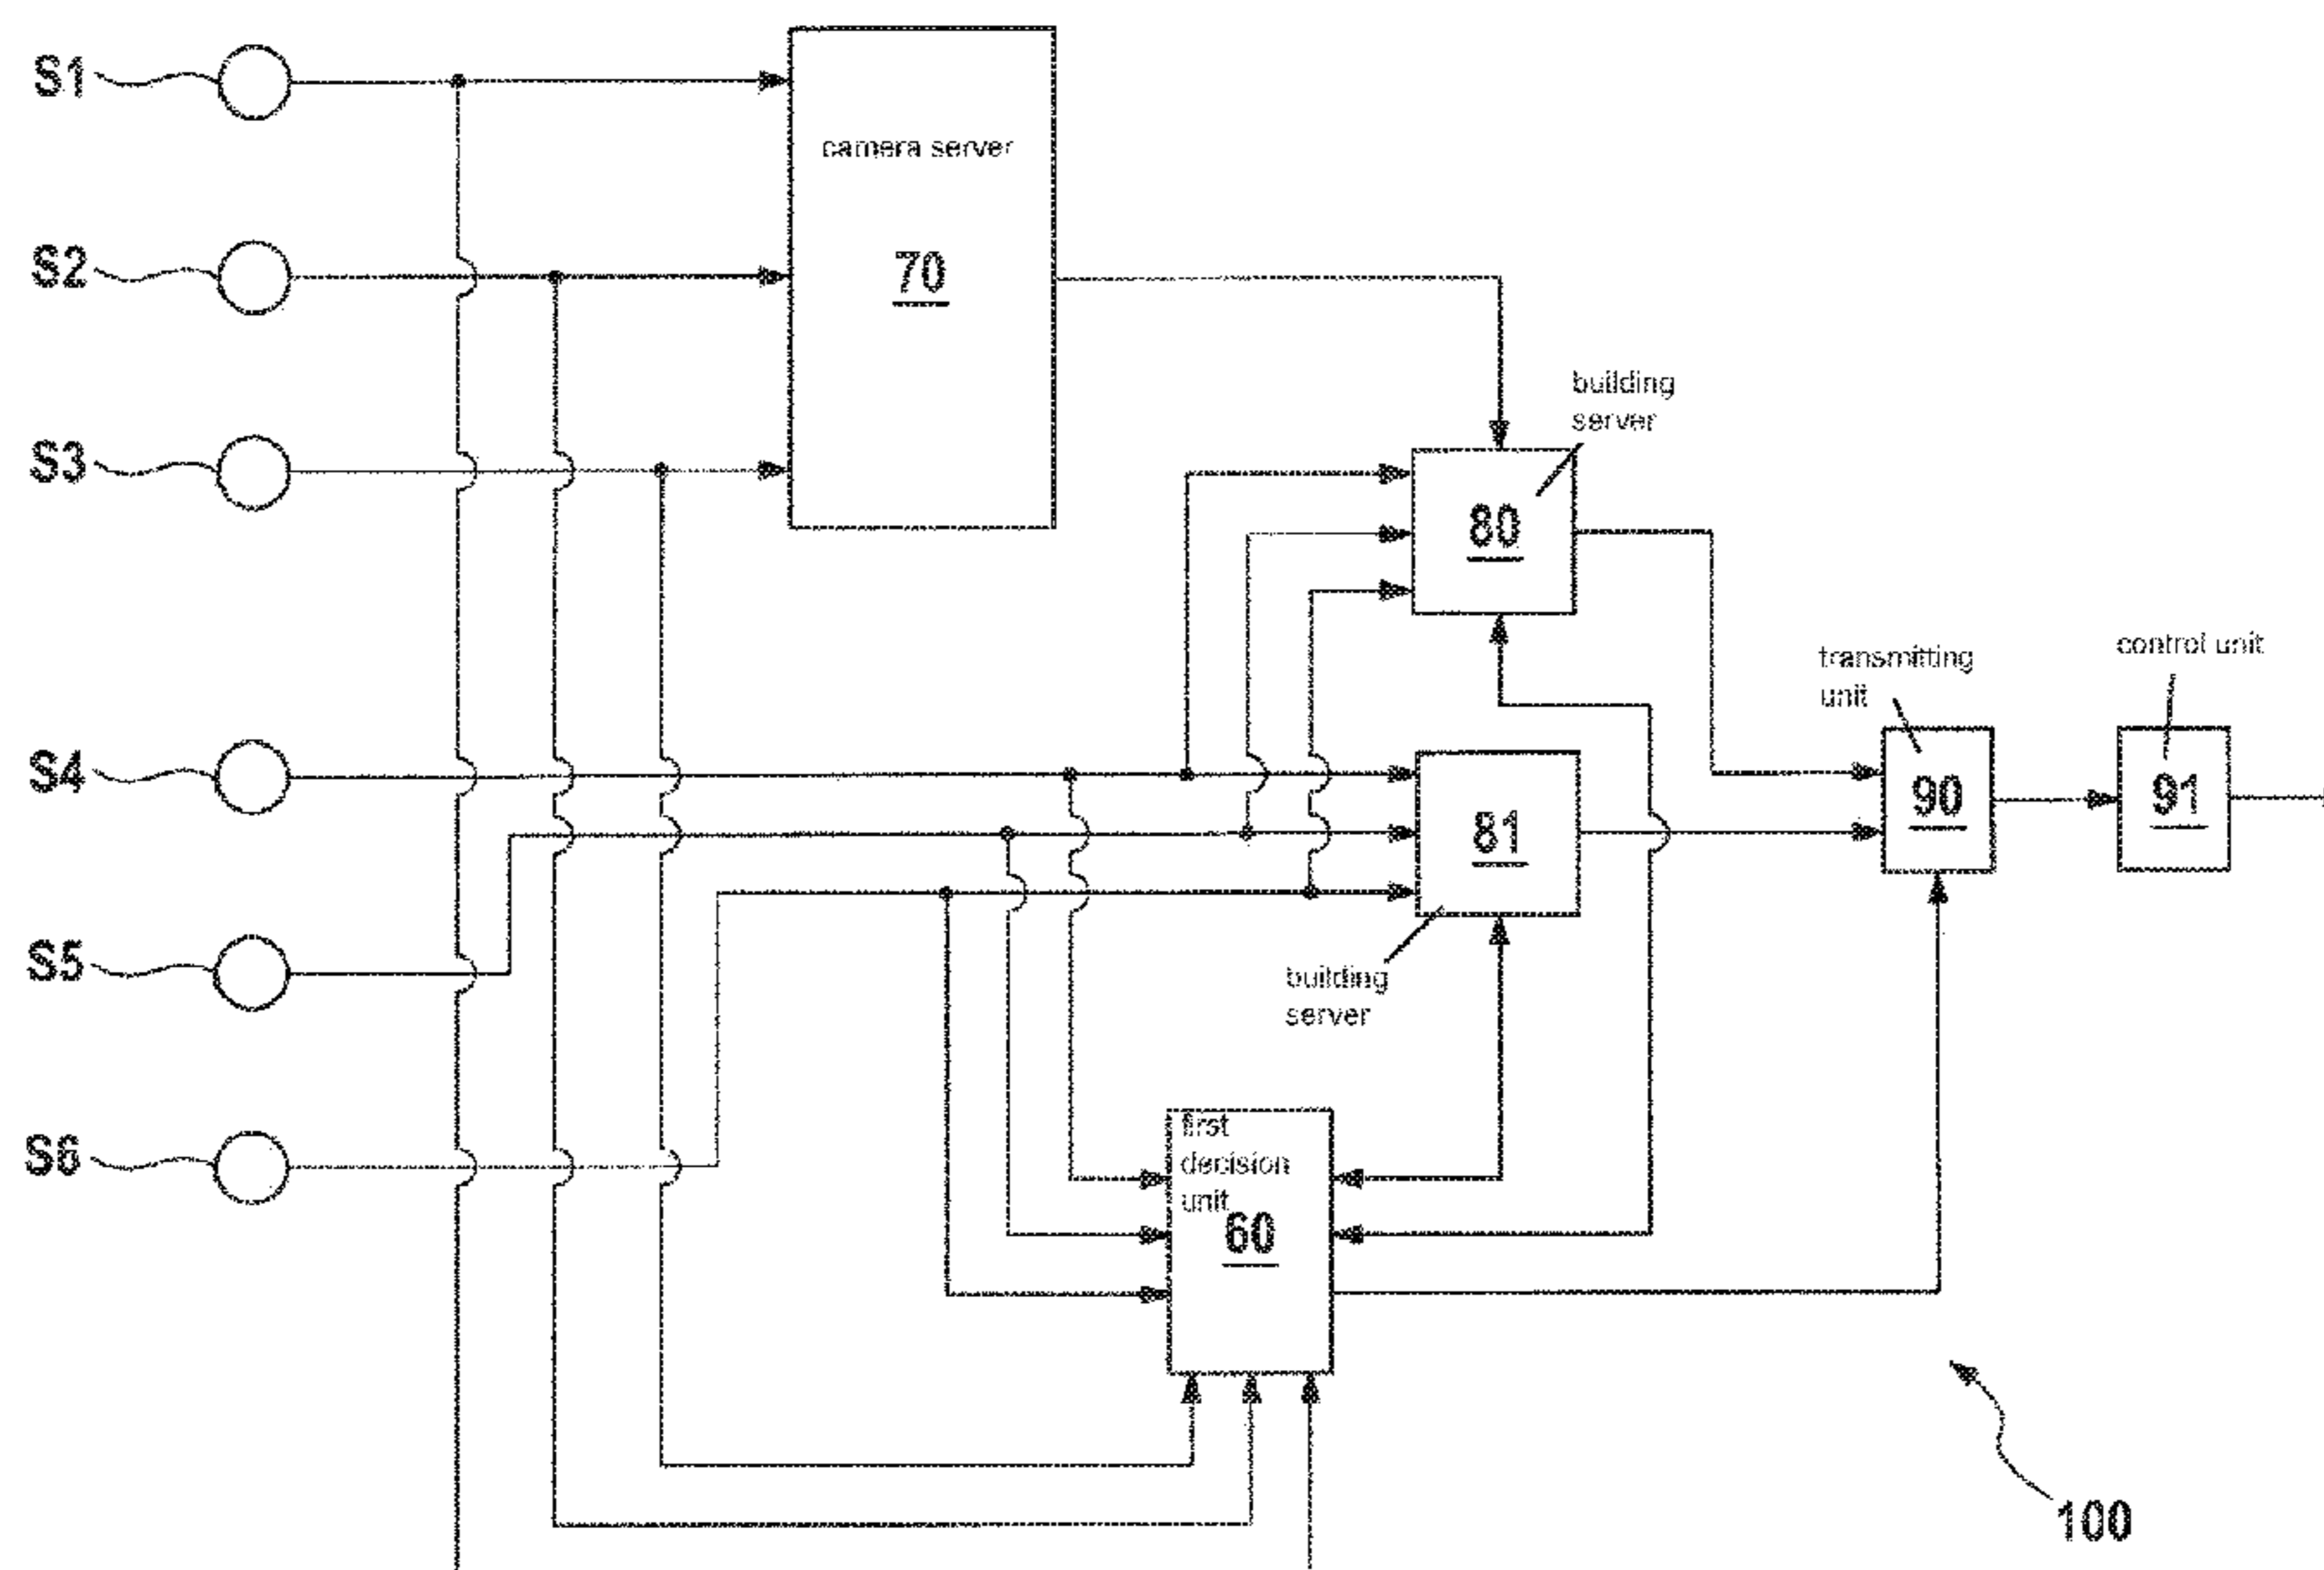 S1
camera server
70
S2
S3
building
server
80
transmitting
unit
90
control unit
91
S4
81
building
server
S5
S6
first
decision
unit
60
100